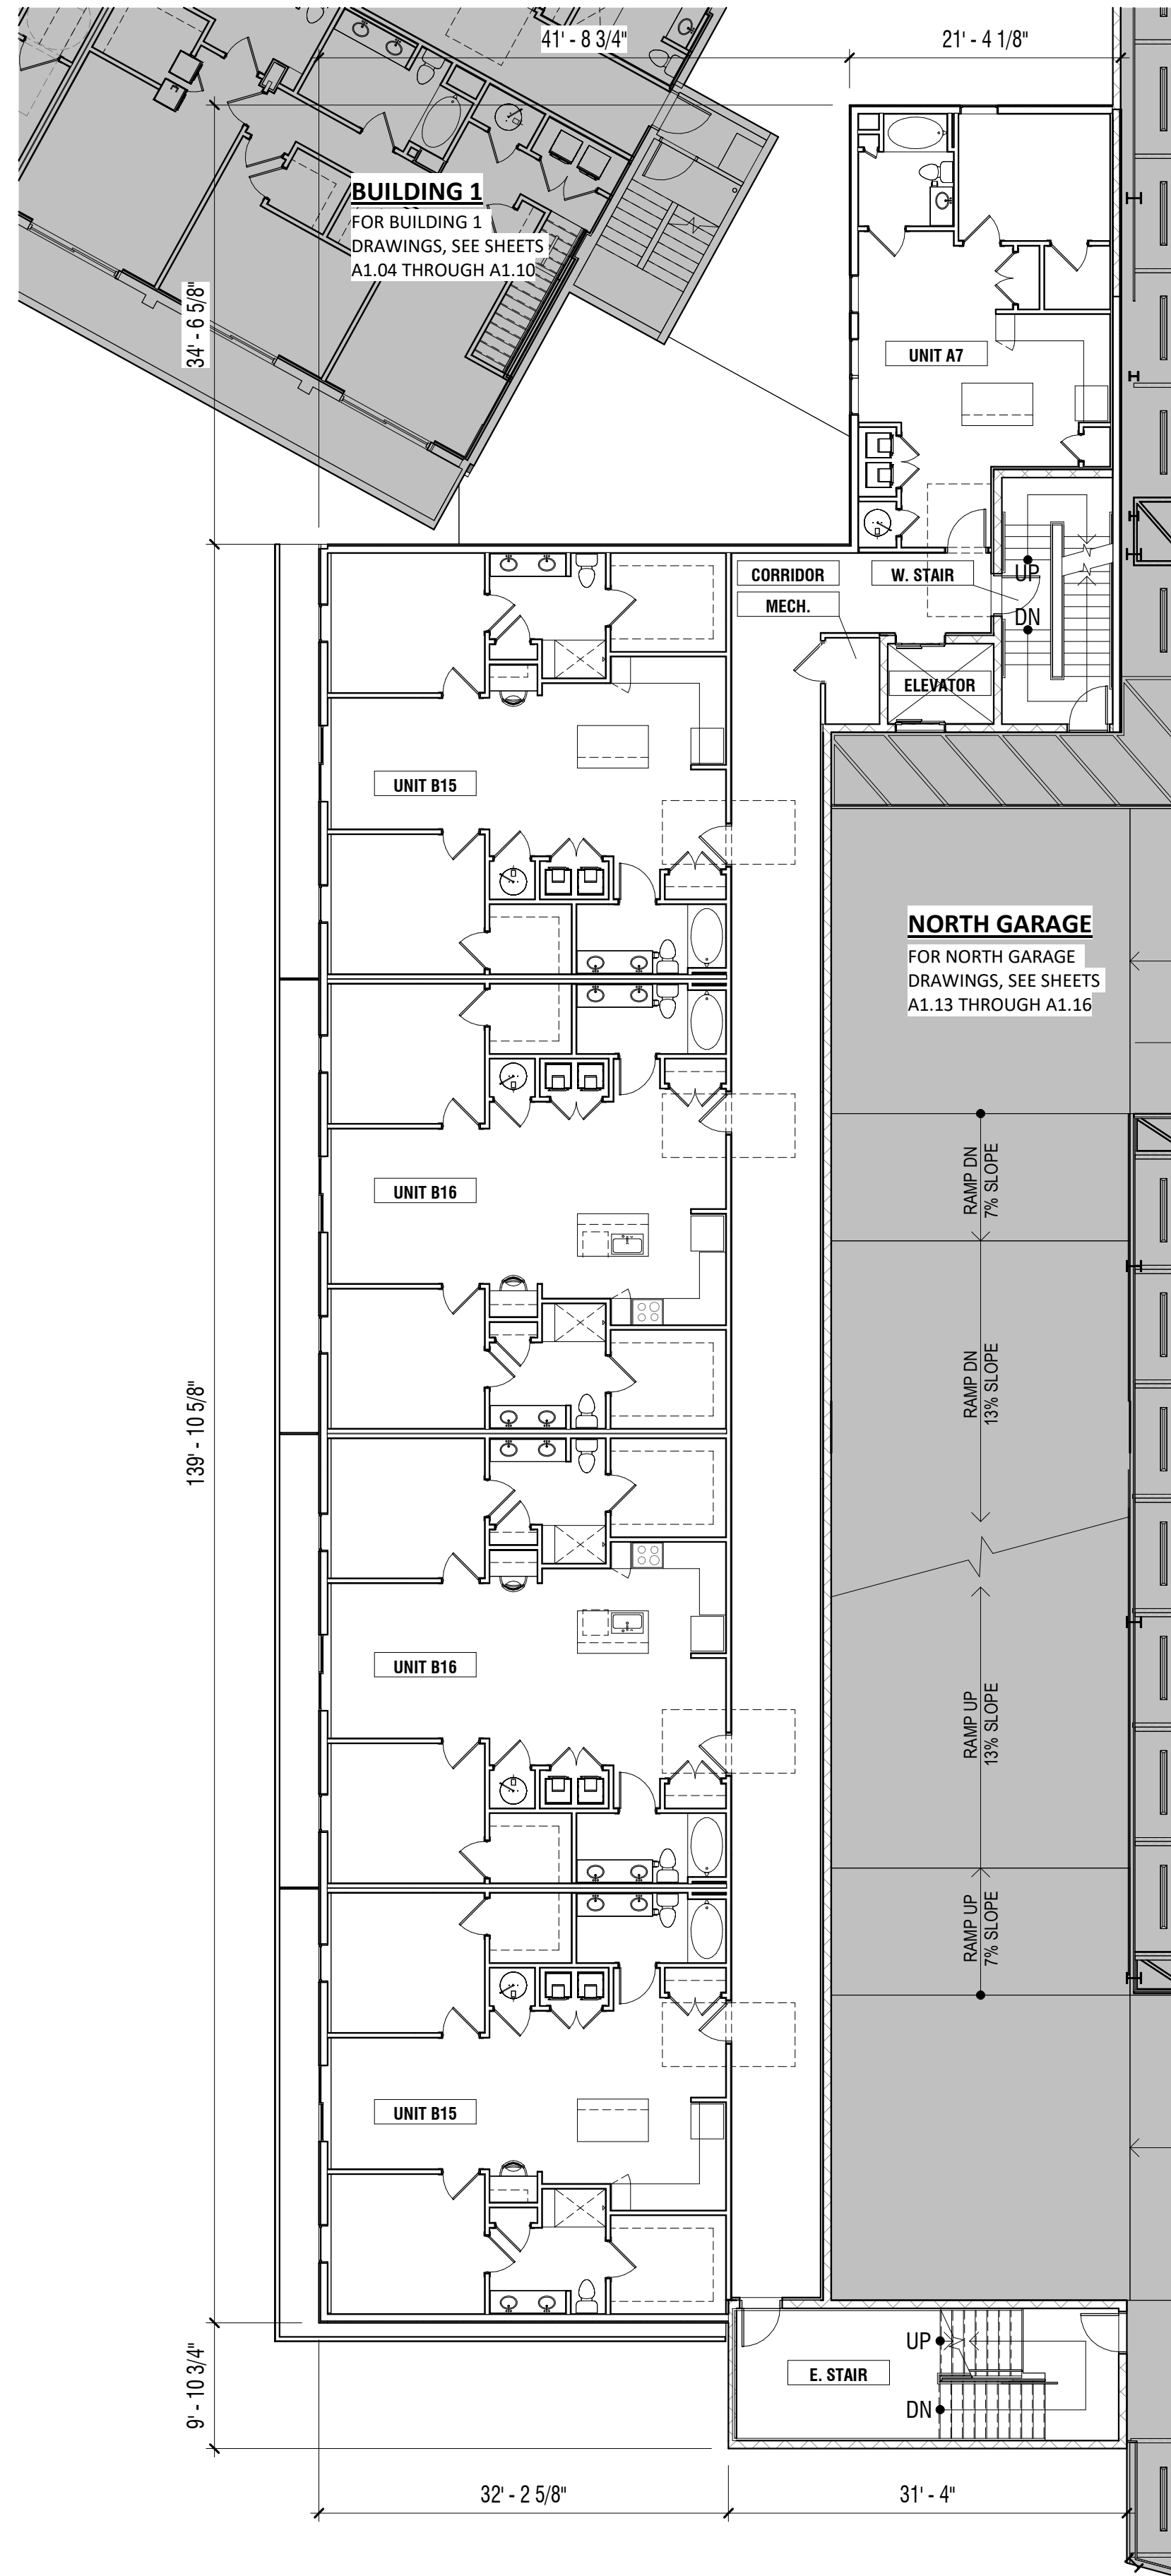 41' - 8 3/4"
21' - 4 1/8"
BUILDING 1
FOR BUILDING 1
DRAWINGS, SEE SHEETS
A1.04 THROUGH A1.10
34' - 6 5/8"
UNIT A7
CORRIDOR
W. STAIR
UP
MECH.
DN
ELEVATOR
UNIT B15
NORTH GARAGE
FOR NORTH GARAGE
DRAWINGS, SEE SHEETS
A1.13 THROUGH A1.16
RAMP DN
7% SLOPE
UNIT B16
RAMP DN
13% SLOPE
139' - 10 5/8"
UNIT B16
RAMP UP
13% SLOPE
RAMP UP
7% SLOPE
UNIT B15
UP
E. STAIR
DN
9' - 10 3/4"
32' - 2 5/8"
31' - 4"